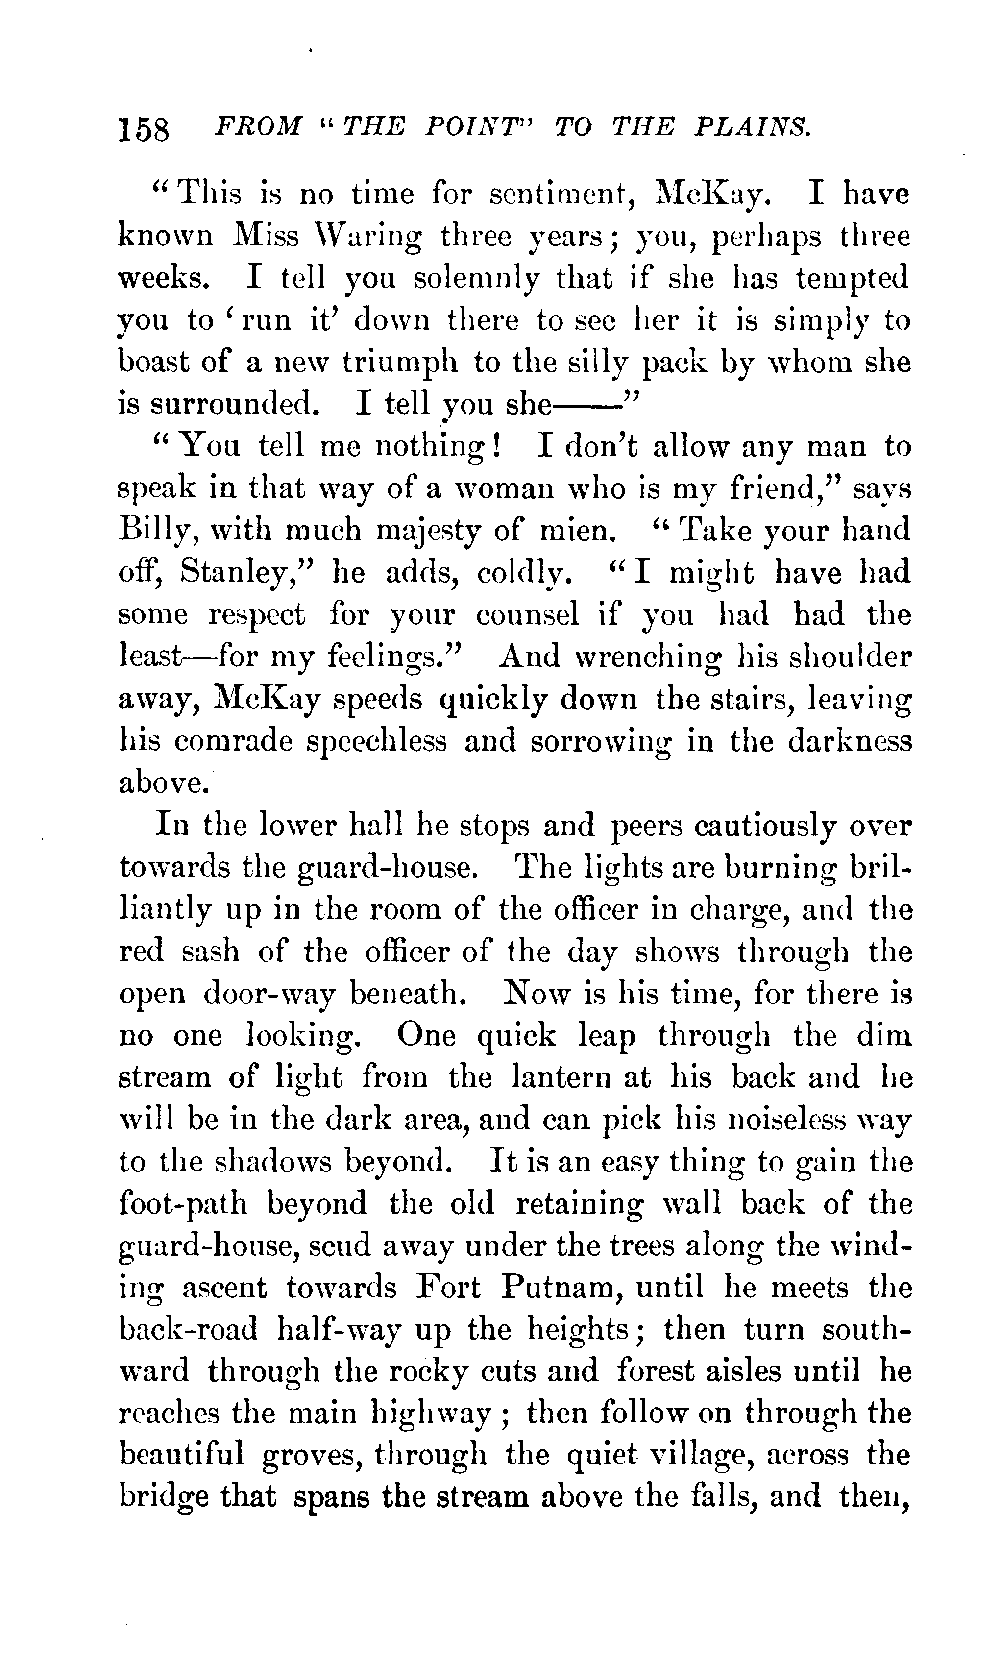 158 FROM "THE POINT" TO THE PLAINS.
"This is no time for sentiment, McKay. I have
known Miss Waring three years; you, perhaps three
weeks. I tell you solemnly that if she has tempted
you to 'run it' down there to see her it is simply to
boast of a new triumph to the silly pack by whom she
is surrounded. I tell you she——"
"You tell me nothing! I don't allow any man to
speak in that way of a woman who is my friend," says
Billy, with much majesty of mien. "Take your hand
off, Stanley," he adds, coldly. "I might have had
some respect for your counsel if you had had the
least—for my feelings." And wrenching his shoulder
away, McKay speeds quickly down the stairs, leaving
his comrade speechless and sorrowing in the darkness
above.
In the lower hall he stops and peers cautiously over
towards the guard-house. The lights are burning bril-
liantly up in the room of the officer in charge, and the
red sash of the officer of the day shows through the
open door-way beneath. Now is his time, for there is
no one looking. One quick leap through the dim
stream of light from the lantern at his back and he
will be in the dark area, and can pick his noiseless way
to the shadows beyond. It is an easy thing to gain the
foot-path beyond the old retaining wall back of the
guard-house, scud away under the trees along the wind-
ing ascent towards Fort Putnam, until he meets the
back-road half-way up the heights; then turn south-
ward through the rocky cuts and forest aisles until he
reaches the main highway; then follow on through the
beautiful groves, through the quiet village, across the
bridge that spans the stream above the falls, and then,